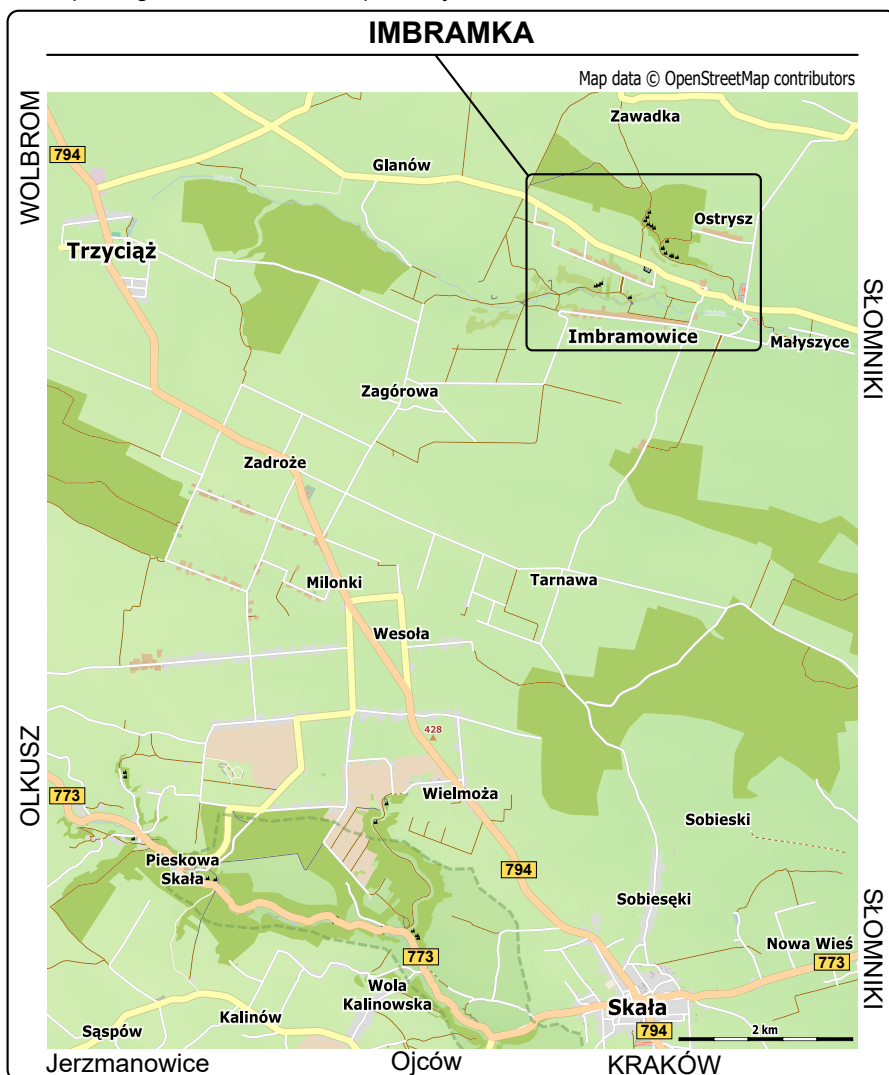 IMBRAMKA
Map data © OpenStreetMap contributors
WOLBROM
794
Zawadka
Glanów
Ostrysz
Trzyciąż
SŁOMNIKI
Imbramowice
Małyszyce
Zagórowa
Zadroże
Milonki
Tarnawa
Wesoła
OLKUSZ
428
773
Wielmoża
Sobieski
Pieskowa
Skała
794
Sobiesęki
SŁOMNIKI
Nowa Wieś
773
773
Wola
Kalinowska
Skała
Sąspów
Kalinów
794
2 km
Jerzmanowice
Ojców
KRAKÓW